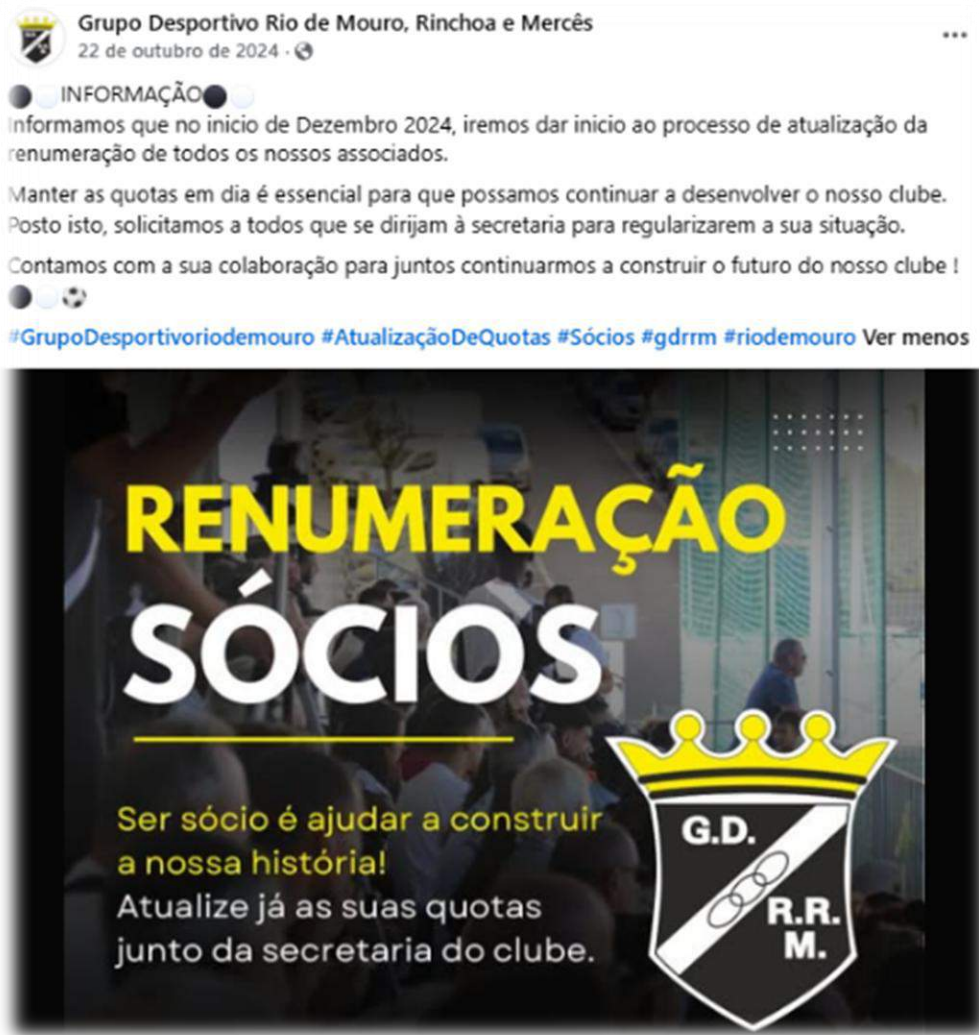 Grupo Desportivo Rio de Mouro, Rinchoa e Mercês
22 de outubro de 2024 ·
INFORMAÇÃO
Informamos que no inicio de Dezembro 2024, iremos dar inicio ao processo de atualização da
renumeração de todos os nossos associados.
Manter as quotas em dia é essencial para que possamos continuar a desenvolver o nosso clube.
Posto isto, solicitamos a todos que se dirijam à secretaria para regularizarem a sua situação.
Contamos com a sua colaboração para juntos continuarmos a construir o futuro do nosso clube !
#GrupoDesportivoriodemouro #AtualizaçãoDeQuotas #Sócios #gdrrm #riodemouro Ver menos
RENUMERAÇÃO
SÓCIOS
Ser sócio é ajudar a construir
a nossa história!
Atualize já as suas quotas
junto da secretaria do clube.
G.D.
R.R.
M.